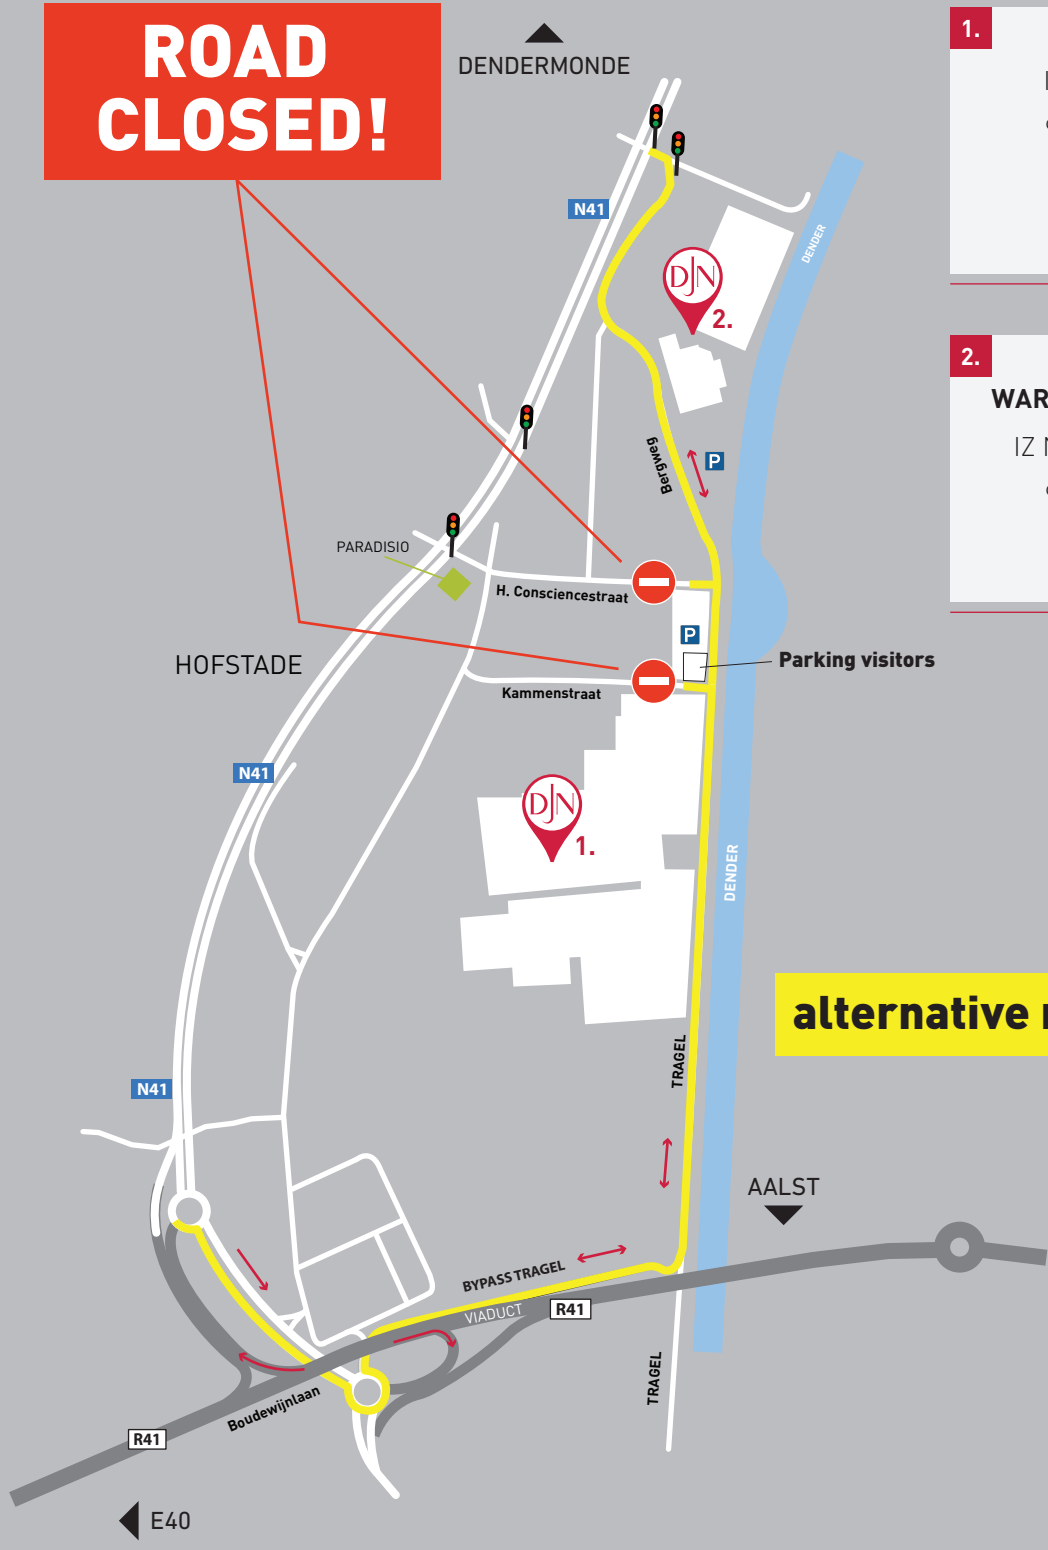 ROAD
CLOSED!
DENDERMONDE
1.
N41
DENDER
DJN
2.
2.
WAR
IZ
Bergweg
P
PARADISIO
H. Consciencestraat
P
HOFSTADE
Parking visitors
Kammenstraat
N41
DJN
1.
DENDER
alternative
TRAGEL
N41
AALST
BYPASS TRAGEL
VIADUCT
R41
TRAGEL
Boudewijnlaan
R41
E40